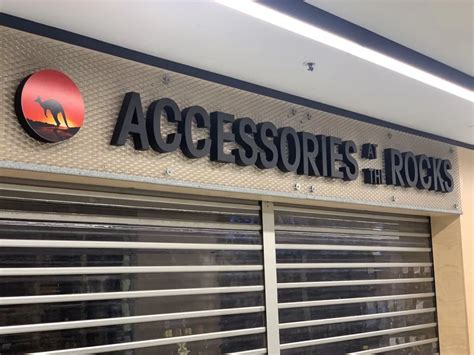 ACCESSORIES AT THE ROCKS